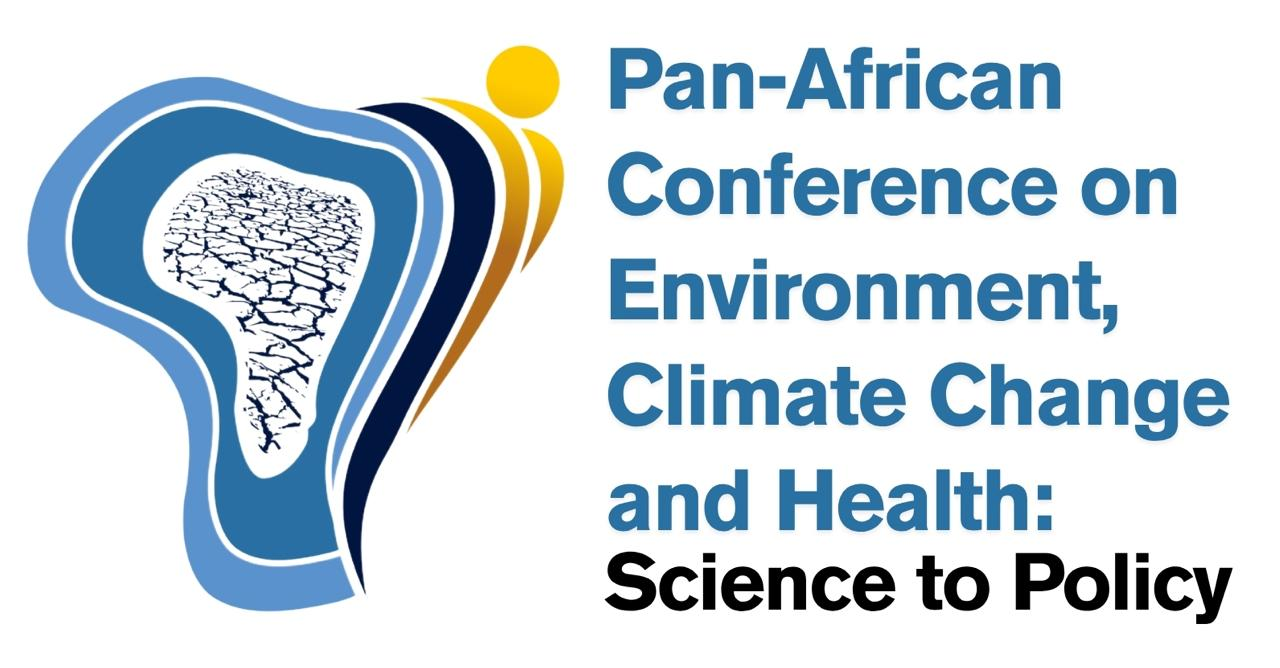 Pan-African
Conference on
Environment,
Climate Change
and Health:
Science to Policy